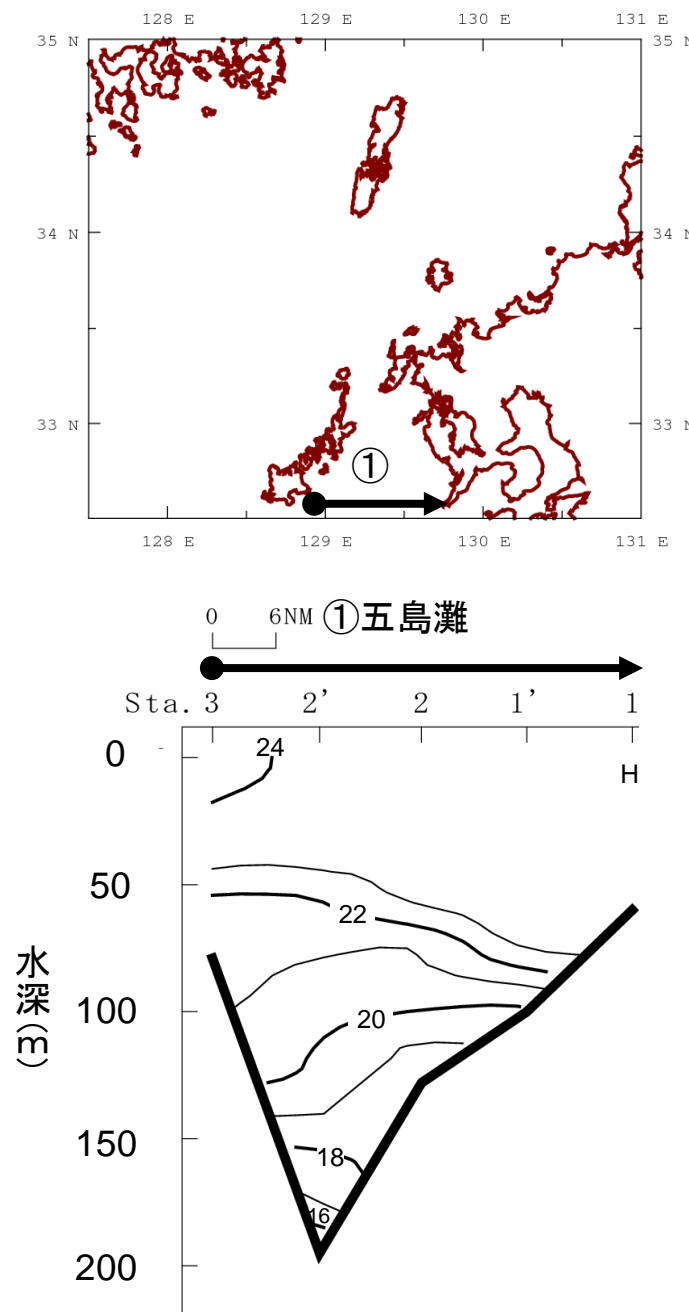 128 E 129 E 130 E 131 E
35 N 35 N
34 N 34 N
33 N 33 N
①
128 E 129 E 130 E 131 E
0 6NM ①五島灘
Sta. 3 2’ 2 1’ 1
0 - 24
H
50
22
水深(m)
100
20
150
18
16
200